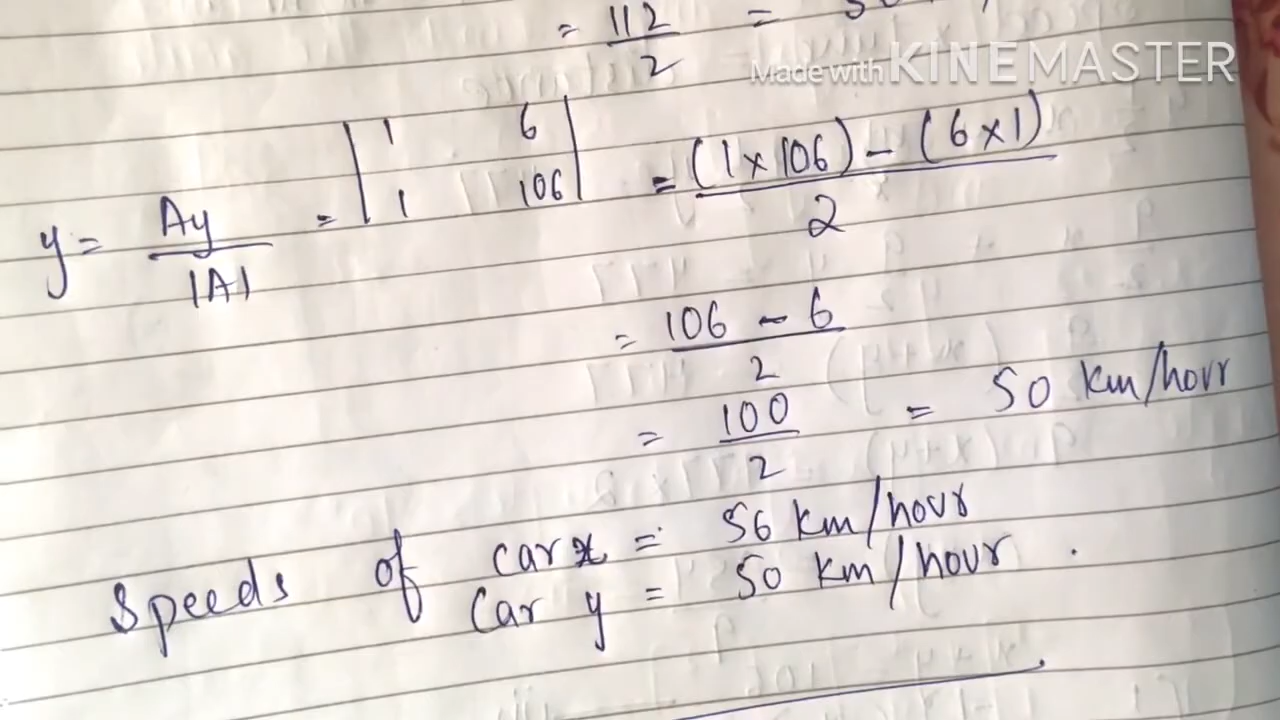 = 112/2 =
Made with KINEMASTER
y = Ay/|A| = |1 6; 1 106| = (1×106) - (6×1)/2
= 106 - 6/2
= 100/2 = 50 km/hour
Speeds of car x = 56 km/hour
Car y = 50 km/hour .